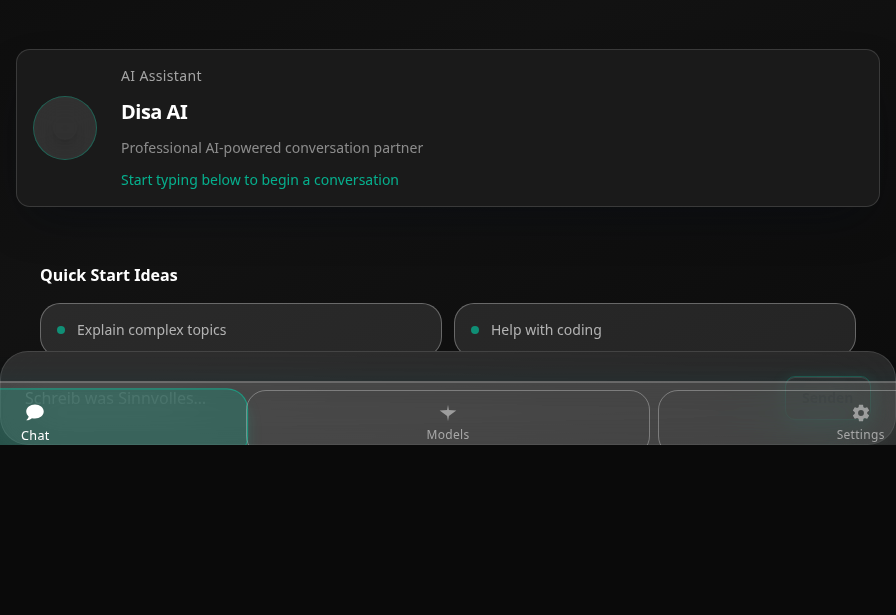 AI Assistant
Disa AI
Professional AI-powered conversation partner
Start typing below to begin a conversation
Quick Start Ideas
Explain complex topics
Help with coding
Schreib was Sinnvolles...
Senden
Chat
Models
Settings